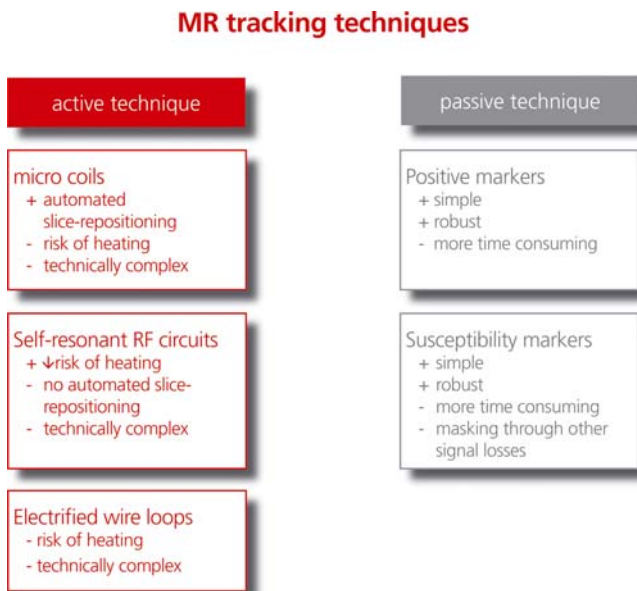 MR tracking techniques
active technique
micro coils
+ automated
slice-repositioning
- risk of heating
- technically complex
Self-resonant RF circuits
+ ↓risk of heating
- no automated slice-
repositioning
- technically complex
Electrified wire loops
- risk of heating
- technically complex
passive technique
Positive markers
+ simple
+ robust
- more time consuming
Susceptibility markers
+ simple
+ robust
- more time consuming
- masking through other
signal losses